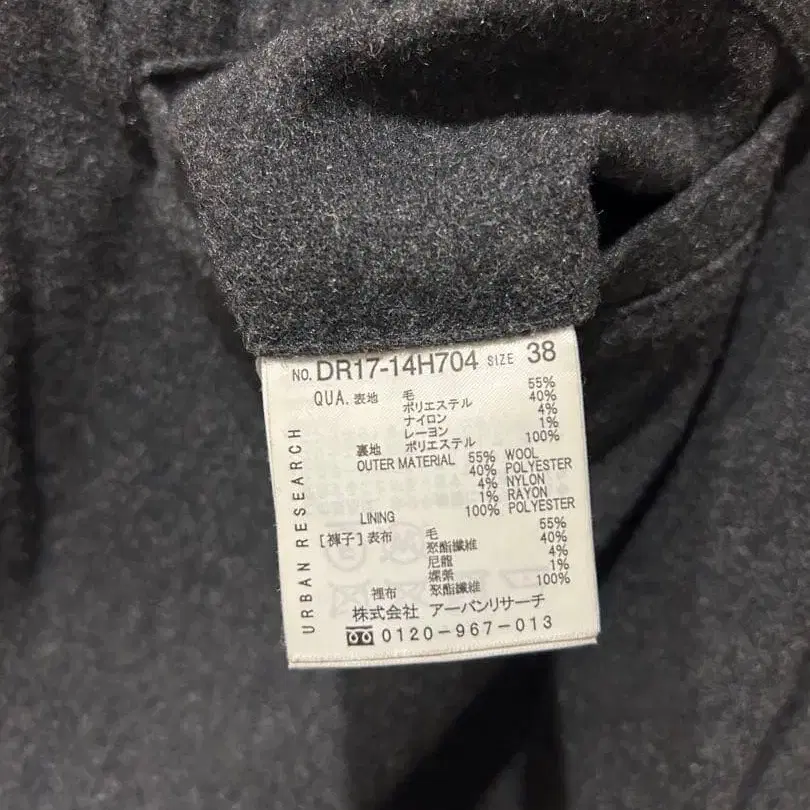 NO. DR17-14H704 SIZE 38
QUA. 表地 毛 55%
ポリエステル 40%
ナイロン 4%
レーヨン 1%
裏地 ポリエステル 100%
OUTER MATERIAL 55% WOOL
40% POLYESTER
4% NYLON
1% RAYON
LINING 100% POLYESTER
[褲子] 表布 毛 55%
聚酯纖維 40%
尼龍 4%
嫘縈 1%
裡布 聚酯纖維 100%
株式会社 アーバンリサーチ
0120-967-013
URBAN RESEARCH